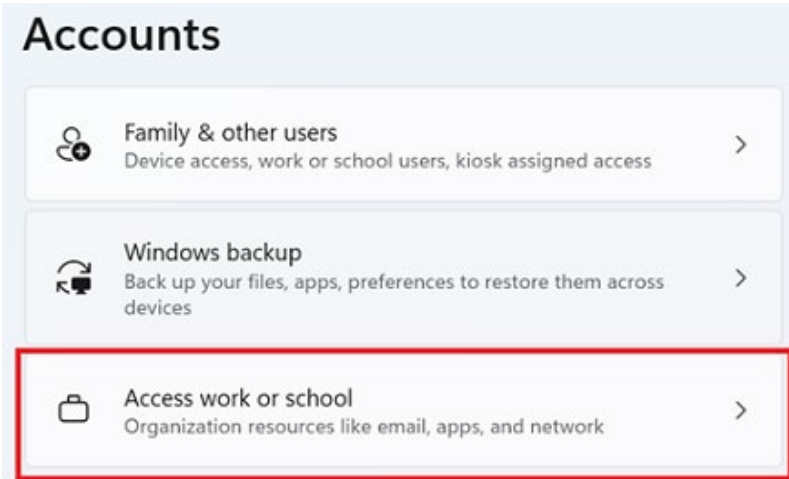 Accounts
Family & other users
Device access, work or school users, kiosk assigned access
Windows backup
Back up your files, apps, preferences to restore them across
devices
Access work or school
Organization resources like email, apps, and network